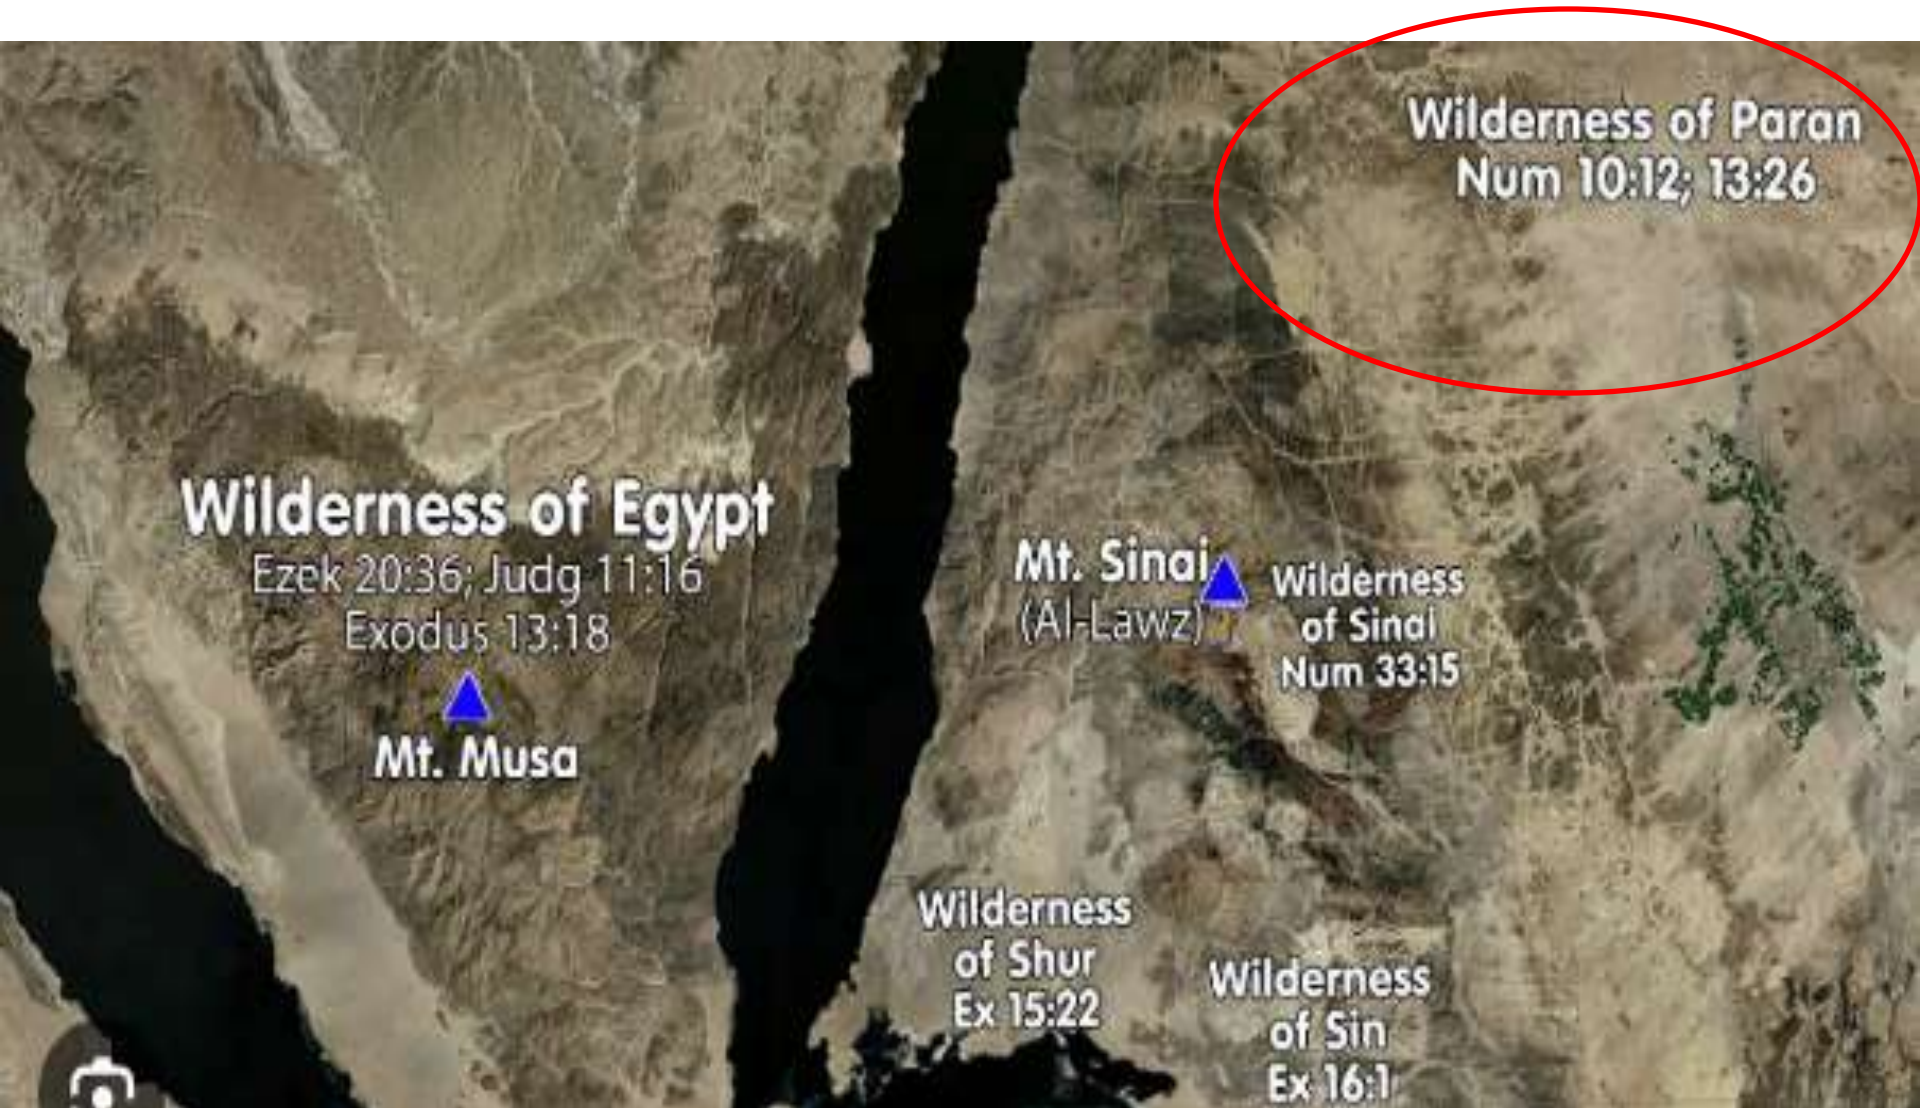 Wilderness of Paran
Num 10:12; 13:26
Wilderness of Egypt
Ezek 20:36; Judg 11:16
Exodus 13:18
Mt. Musa
Mt. Sinai
(Al-Lawz)
Wilderness
of Sinai
Num 33:15
Wilderness
of Shur
Ex 15:22
Wilderness
of Sin
Ex 16:1